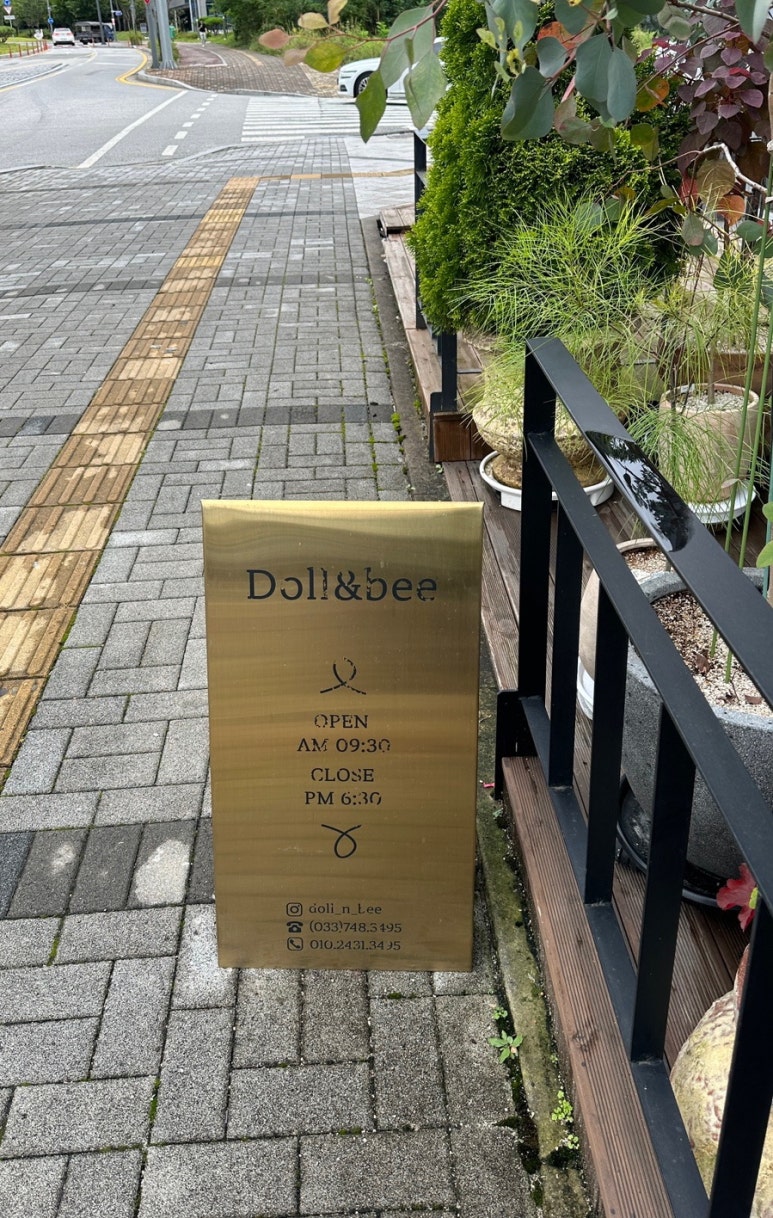 Doll&bee
OPEN
AM 09:30
CLOSE
PM 6:30
doll_n_bee
(033)748.3495
010.2431.3495